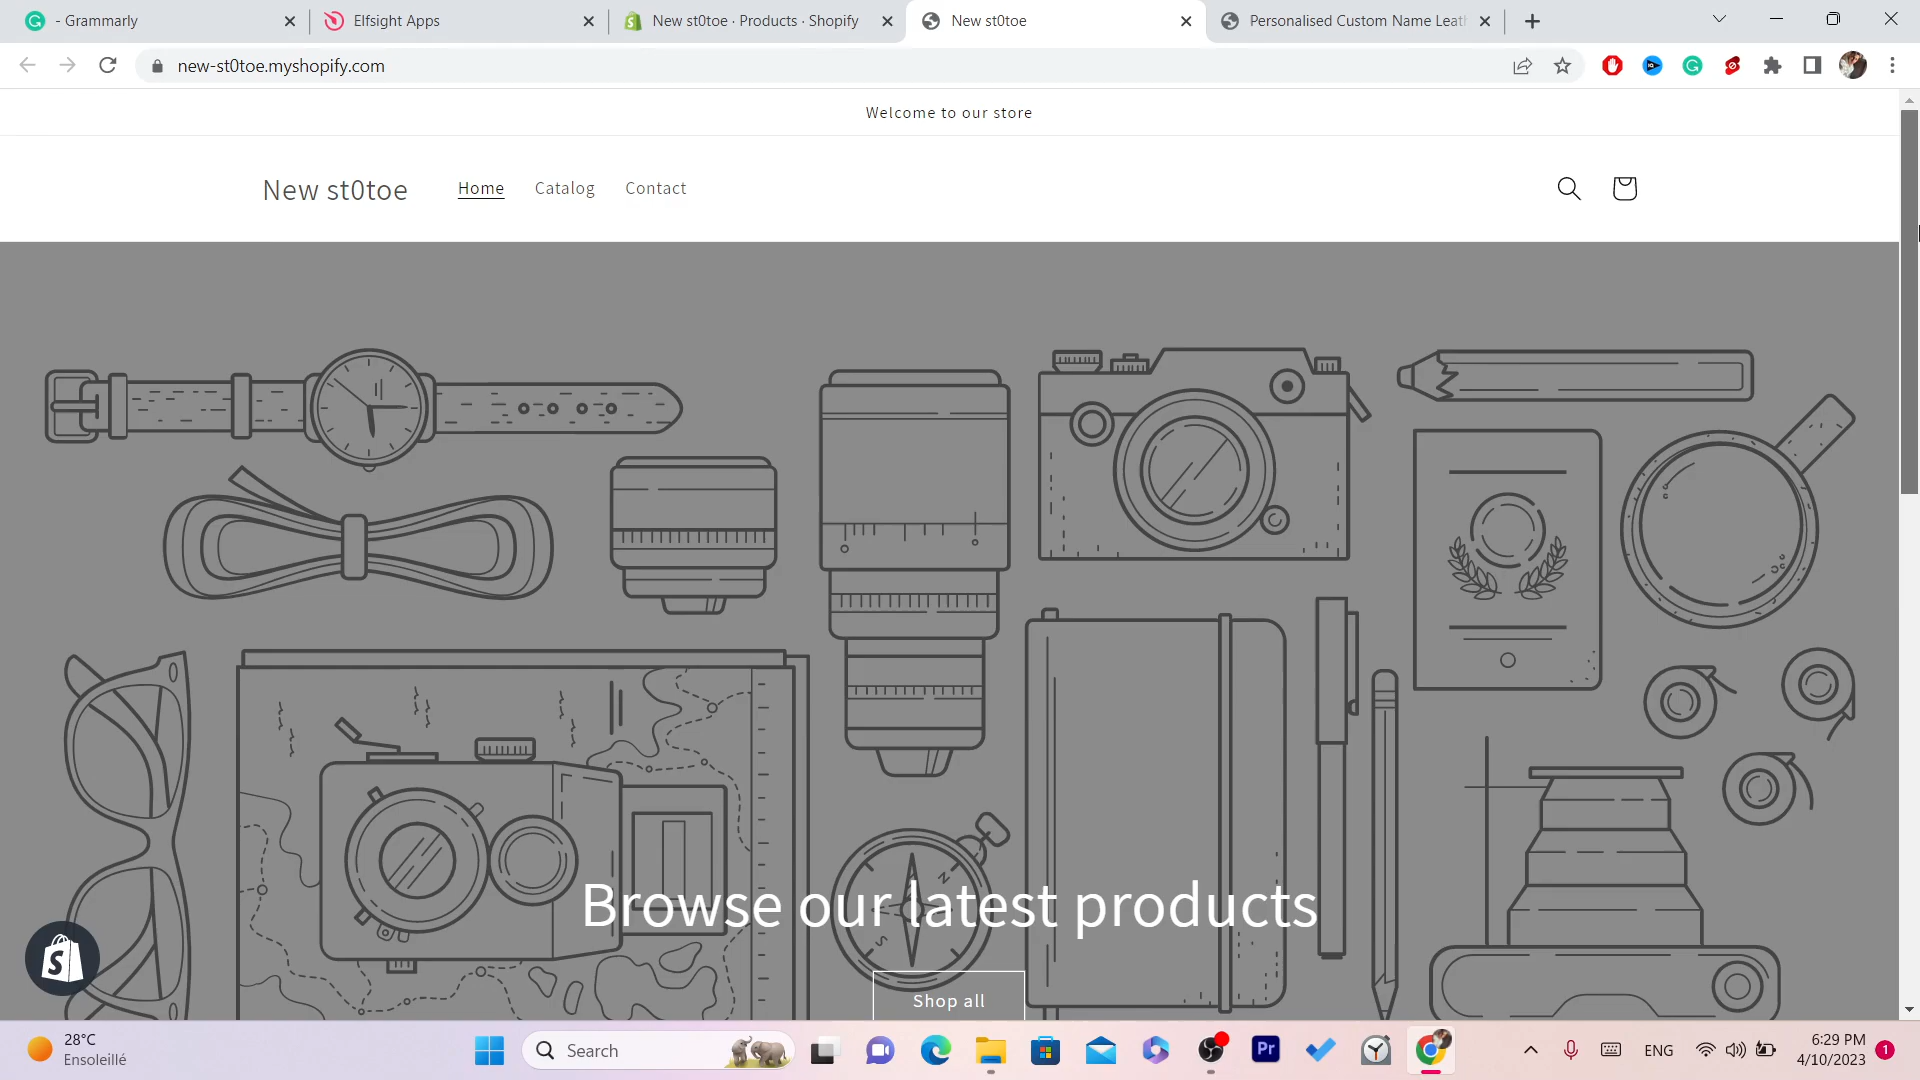 - Grammarly
Elfsight Apps
New st0toe · Products · Shopify
New st0toe
Personalised Custom Name Leat
new-st0toe.myshopify.com
Welcome to our store
New st0toe
Home
Catalog
Contact
Browse our latest products
Shop all
28°C
Ensoleillé
Search
Pr
ENG
6:29 PM
4/10/2023
1